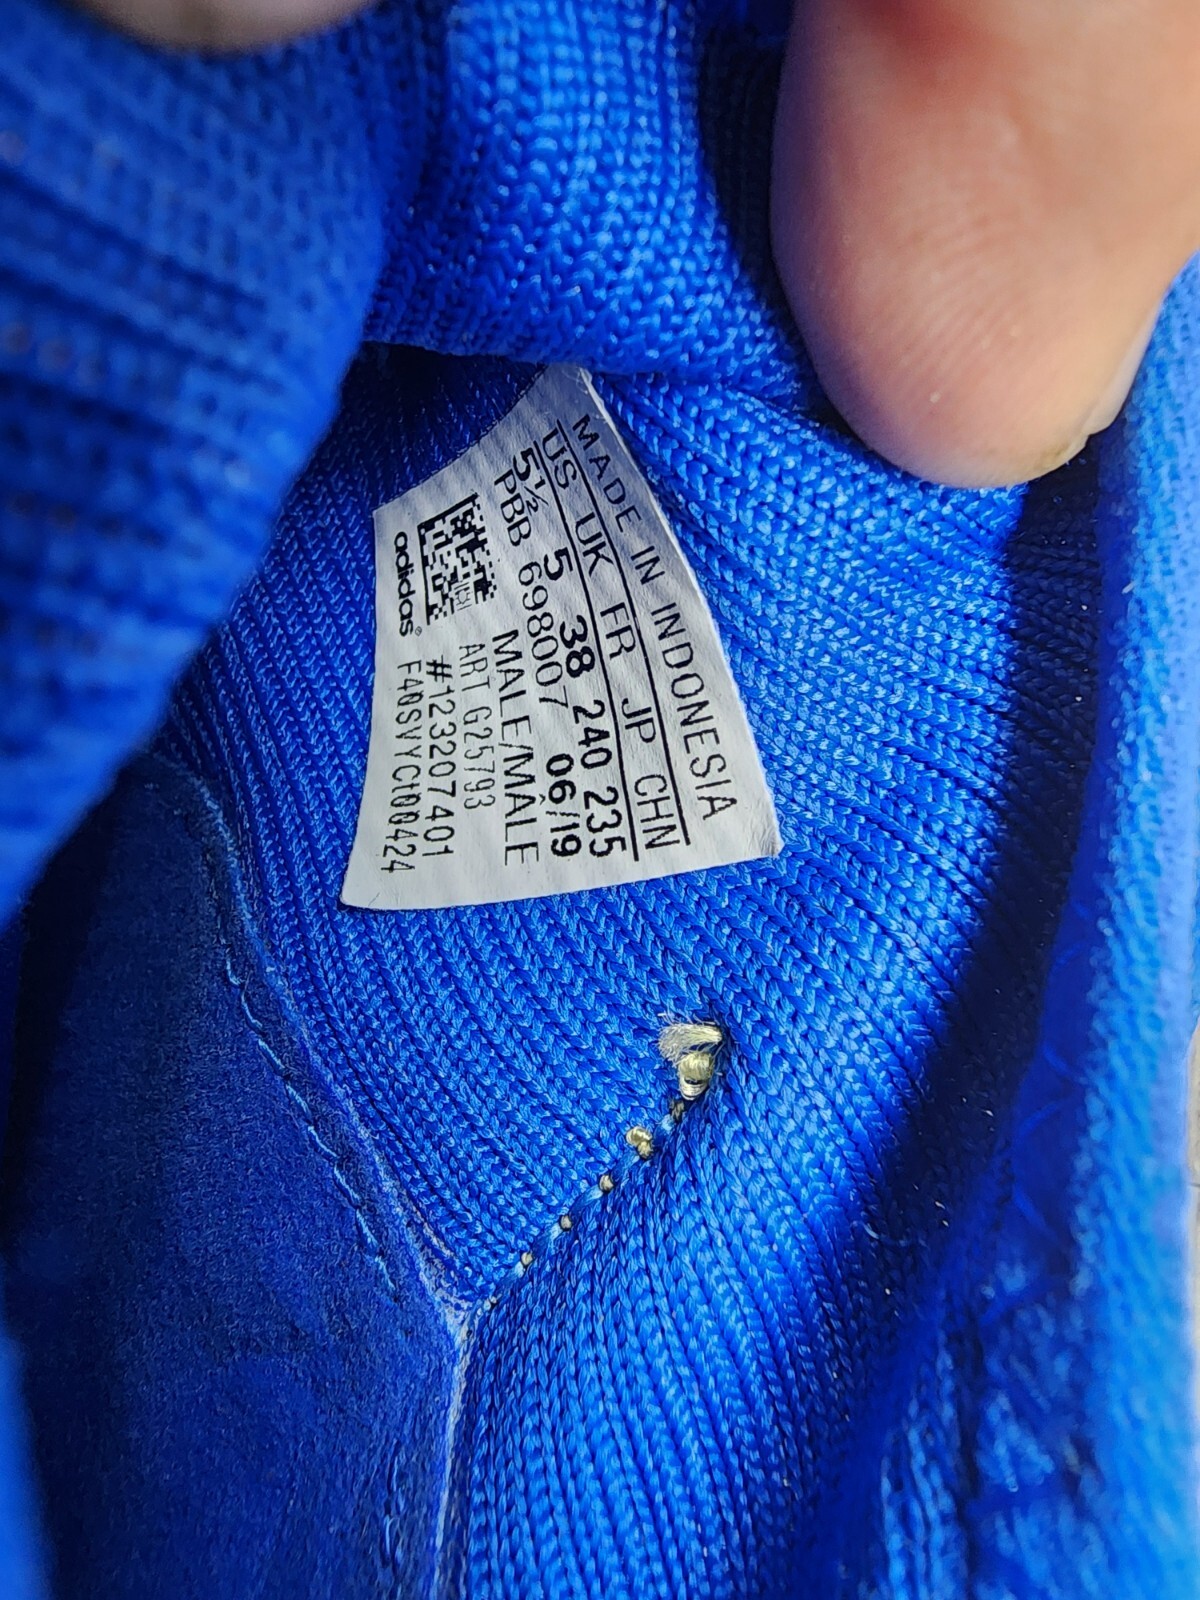 MADE IN INDONESIA
US UK FR JP CHN
5½ 5 38 240 235
PBB 698007 06/19
MALE/MALE
ART G25793
#123207401
adidas®
F40SVYCt00424